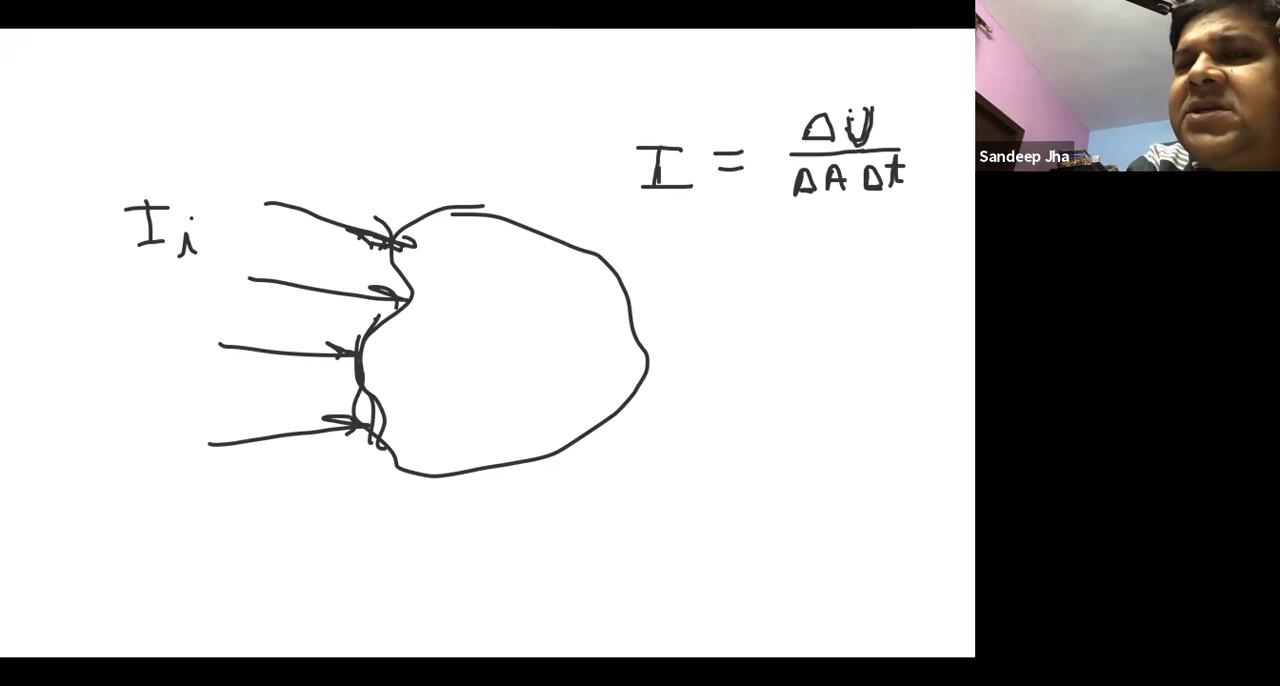 I = ΔU / ΔA Δt
Sandeep Jha
I_i